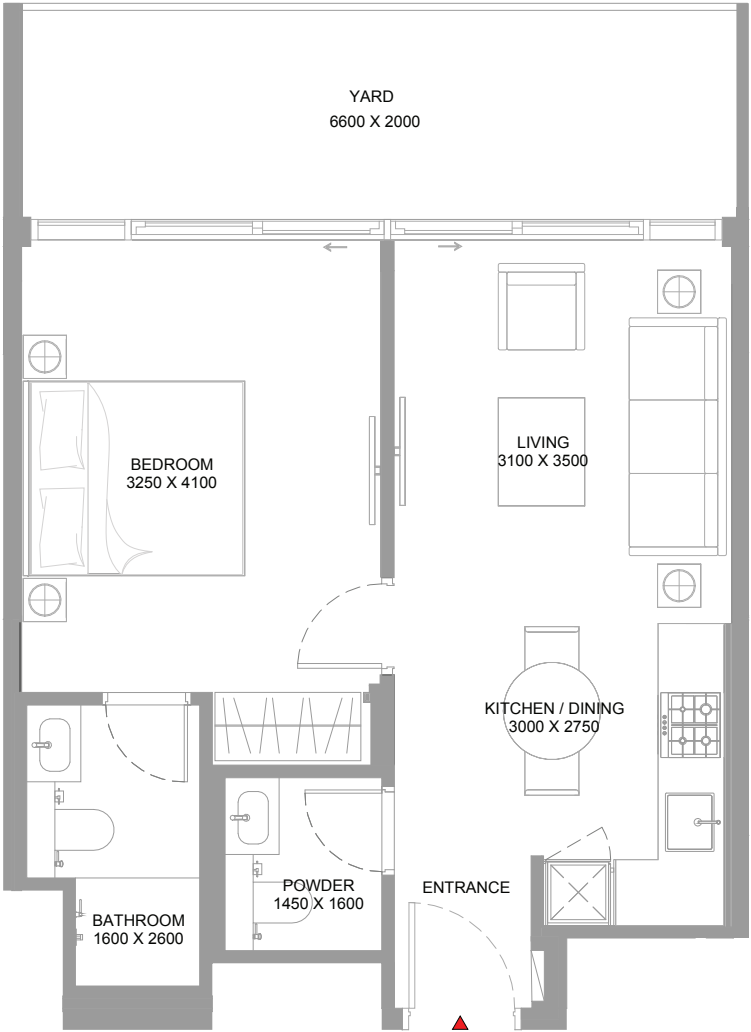 YARD
6600 X 2000
BEDROOM
3250 X 4100
LIVING
3100 X 3500
KITCHEN / DINING
3000 X 2750
POWDER
1450 X 1600
ENTRANCE
BATHROOM
1600 X 2600